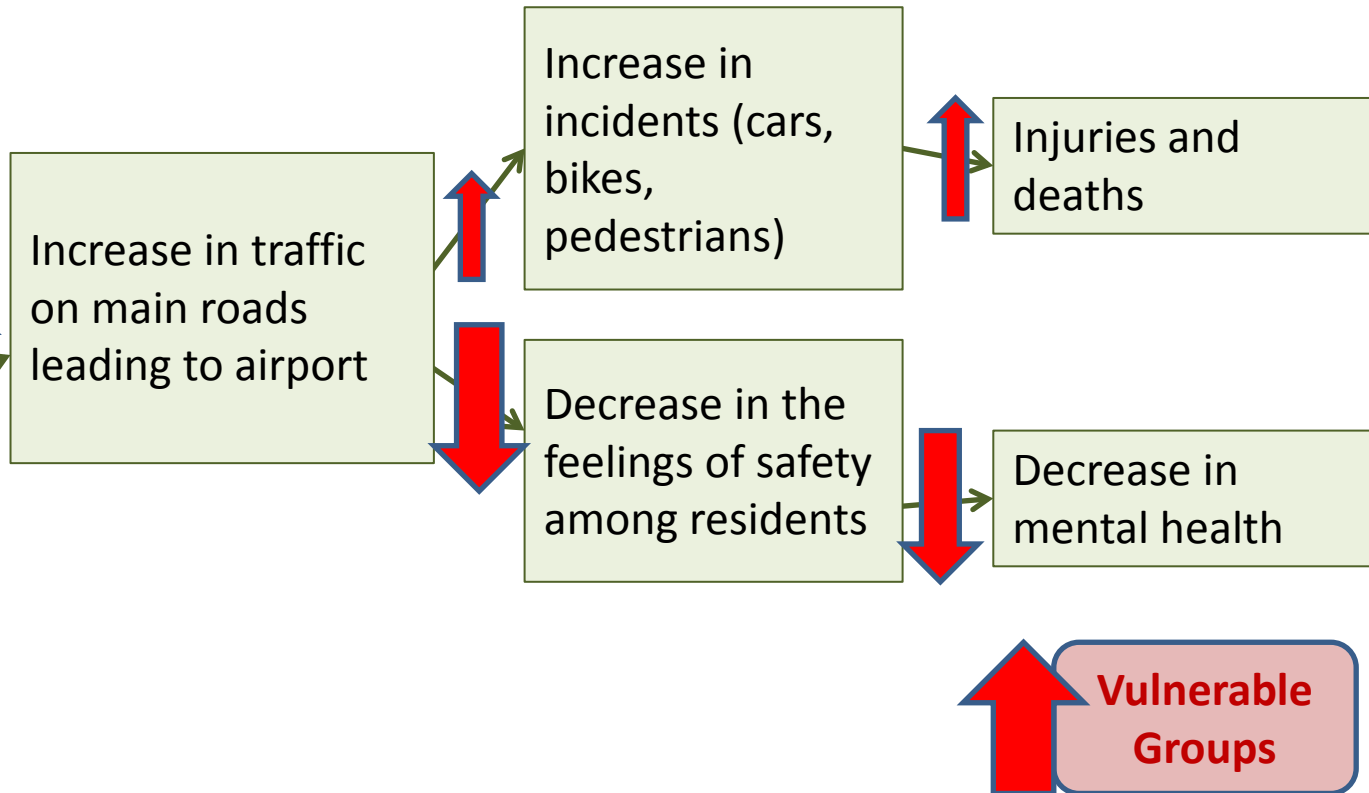 Increase in traffic
on main roads
leading to airport
Increase in
incidents (cars,
bikes,
pedestrians)
Injuries and
deaths
Decrease in the
feelings of safety
among residents
Decrease in
mental health
Vulnerable
Groups